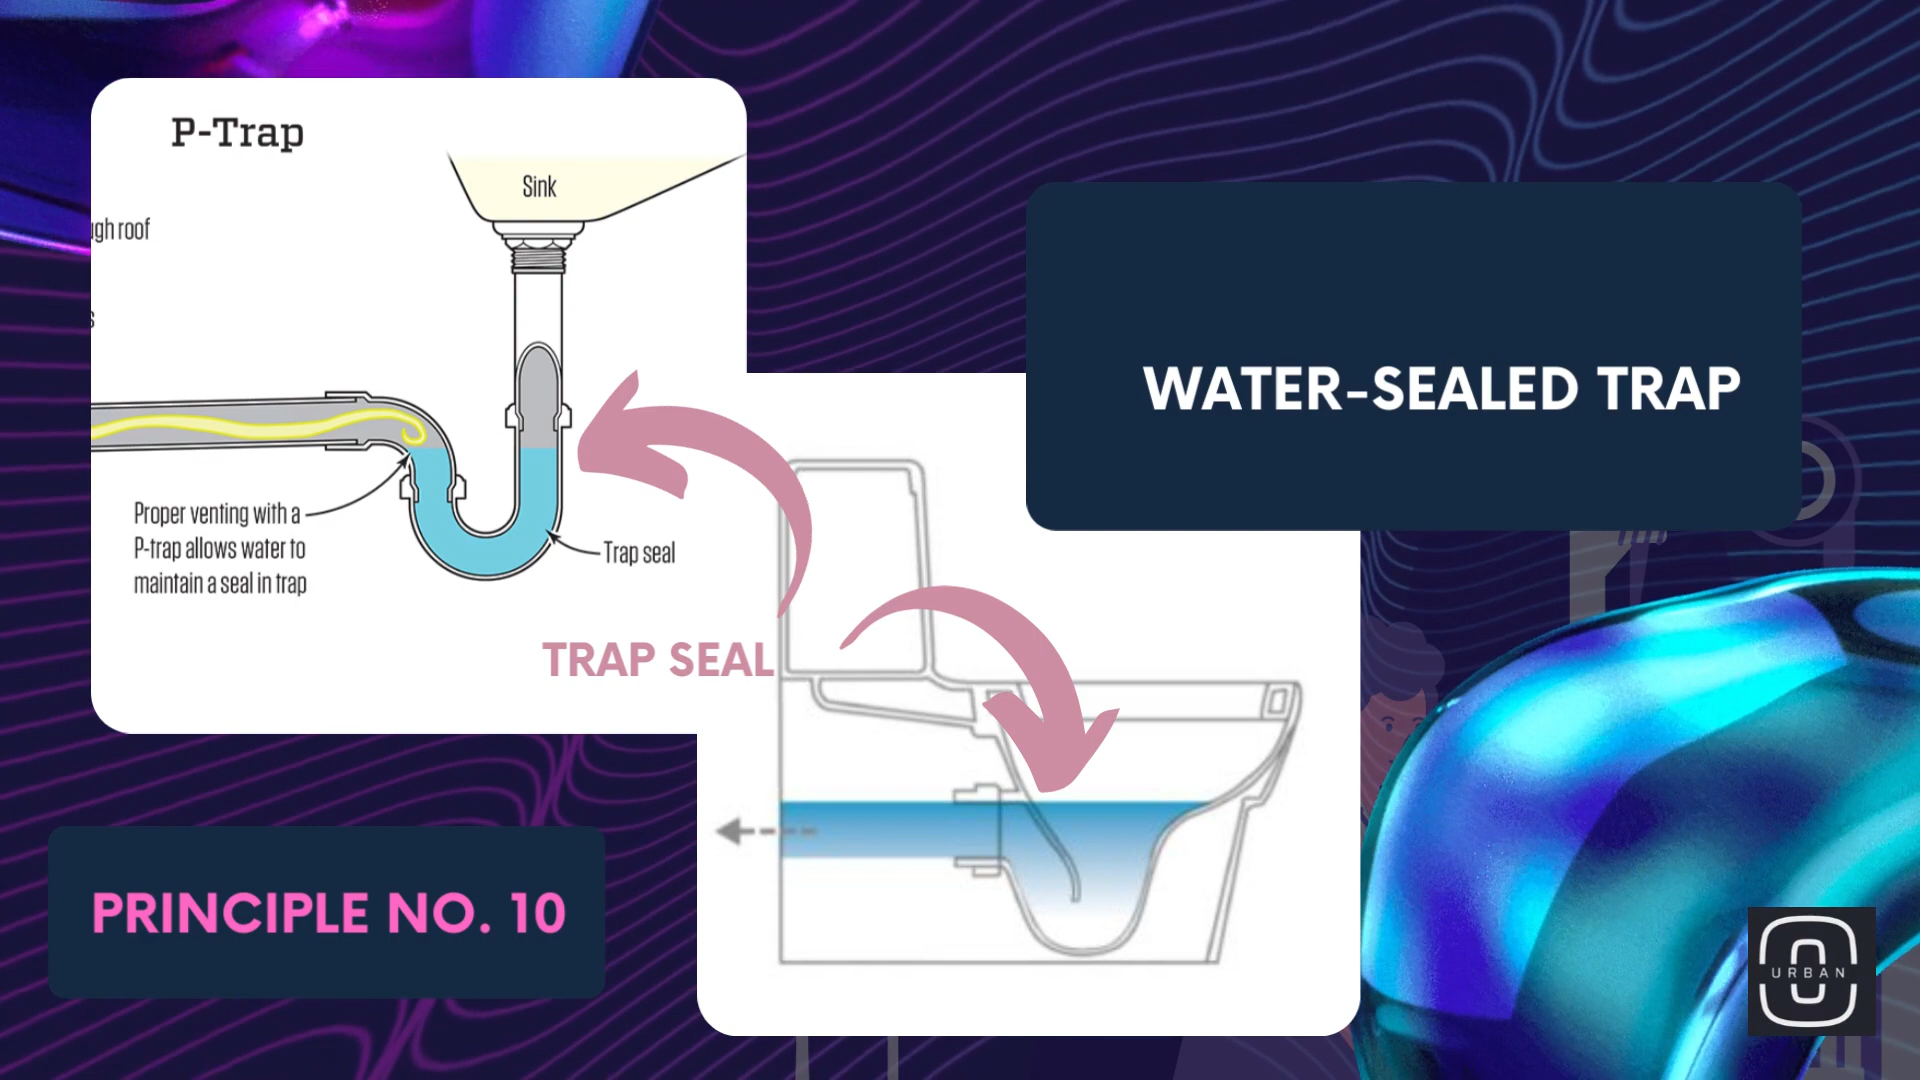 P-Trap
Sink
roof
WATER-SEALED TRAP
Proper venting with a
P-trap allows water to
maintain a seal in trap
Trap seal
TRAP SEAL
PRINCIPLE NO. 10
URBAN